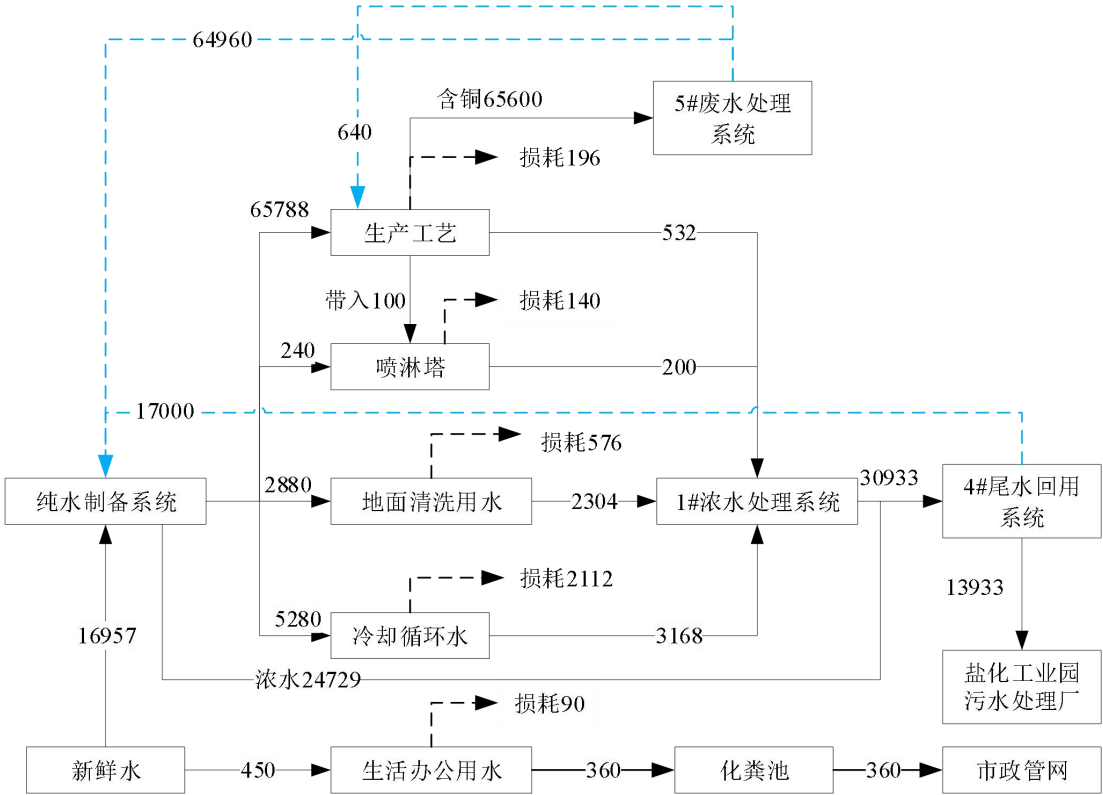 64960
含铜65600
5#废水处理
系统
640
损耗196
65788
生产工艺
532
带入100
损耗140
240
喷淋塔
200
17000
损耗576
纯水制备系统
2880
地面清洗用水
2304
1#浓水处理系统
30933
4#尾水回用
系统
损耗2112
13933
16957
5280
冷却循环水
3168
浓水24729
盐化工业园
污水处理厂
损耗90
新鲜水
450
生活办公用水
360
化粪池
360
市政管网